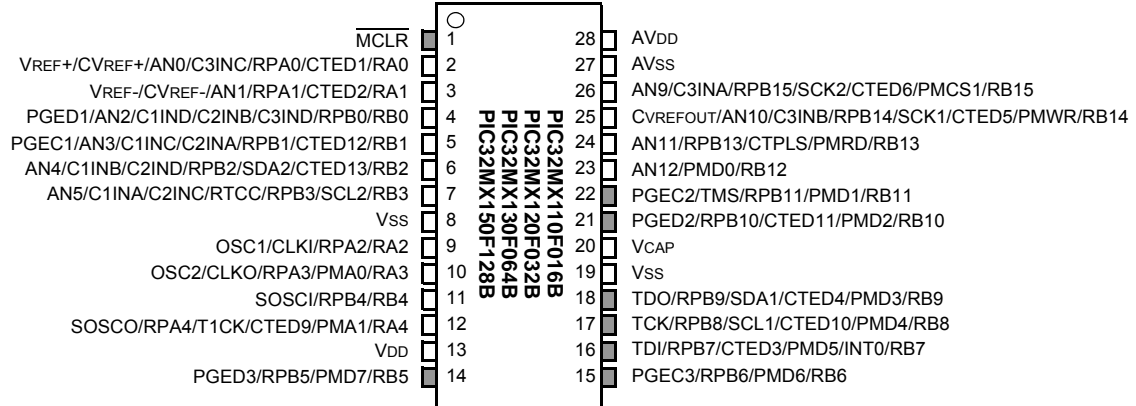 MCLR 1
VREF+/CVREF+/AN0/C3INC/RPA0/CTED1/RA0 2
VREF-/CVREF-/AN1/RPA1/CTED2/RA1 3
PGED1/AN2/C1IND/C2INB/C3IND/RPB0/RB0 4
PGEC1/AN3/C1INC/C2INA/RPB1/CTED12/RB1 5
AN4/C1INB/C2IND/RPB2/SDA2/CTED13/RB2 6
AN5/C1INA/C2INC/RTCC/RPB3/SCL2/RB3 7
VSS 8
OSC1/CLKI/RPA2/RA2 9
OSC2/CLKO/RPA3/PMA0/RA3 10
SOSCI/RPB4/RB4 11
SOSCO/RPA4/T1CK/CTED9/PMA1/RA4 12
VDD 13
PGED3/RPB5/PMD7/RB5 14
PIC32MX110F016B
PIC32MX120F032B
PIC32MX130F064B
PIC32MX150F128B
28 AVDD
27 AVSS
26 AN9/C3INA/RPB15/SCK2/CTED6/PMCS1/RB15
25 CVREFOUT/AN10/C3INB/RPB14/SCK1/CTED5/PMWR/RB14
24 AN11/RPB13/CTPLS/PMRD/RB13
23 AN12/PMD0/RB12
22 PGEC2/TMS/RPB11/PMD1/RB11
21 PGED2/RPB10/CTED11/PMD2/RB10
20 VCAP
19 VSS
18 TDO/RPB9/SDA1/CTED4/PMD3/RB9
17 TCK/RPB8/SCL1/CTED10/PMD4/RB8
16 TDI/RPB7/CTED3/PMD5/INT0/RB7
15 PGEC3/RPB6/PMD6/RB6